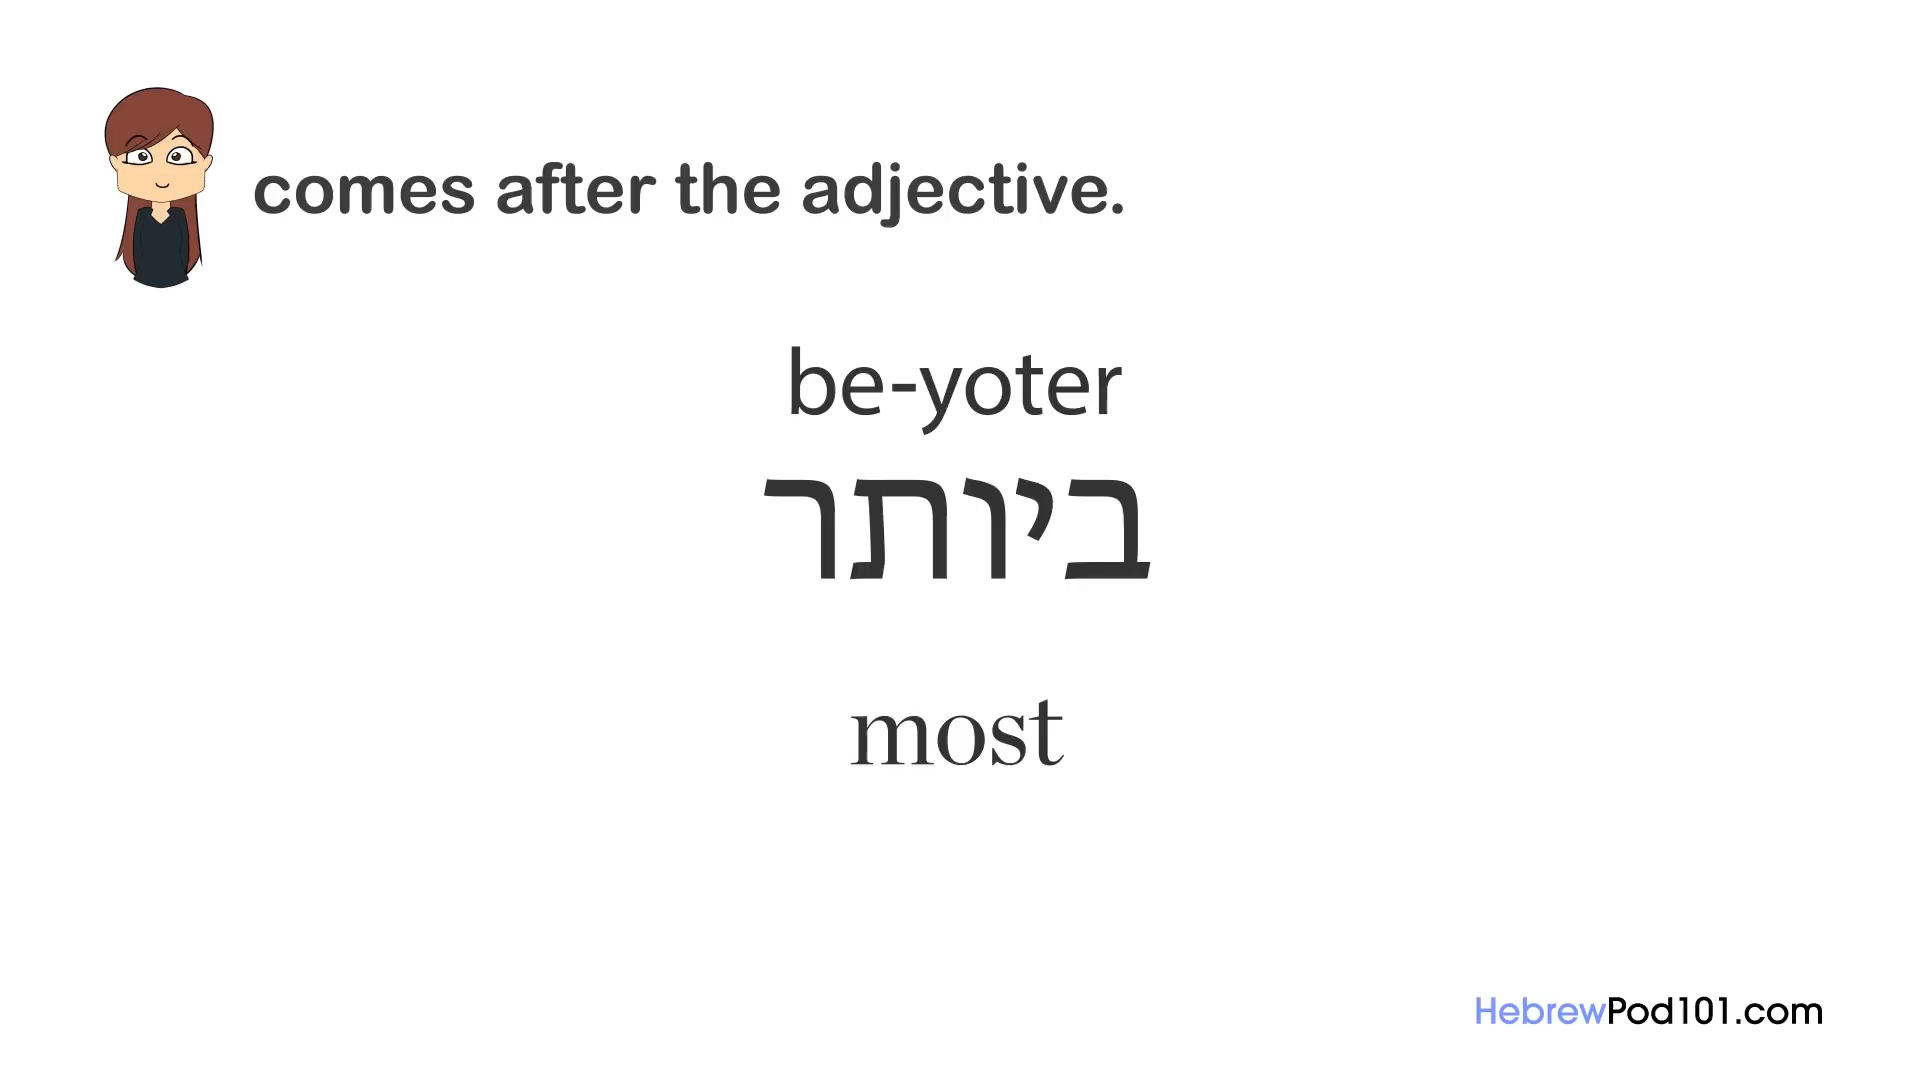 comes after the adjective.
be-yoter
ביותר
most
HebrewPod101.com